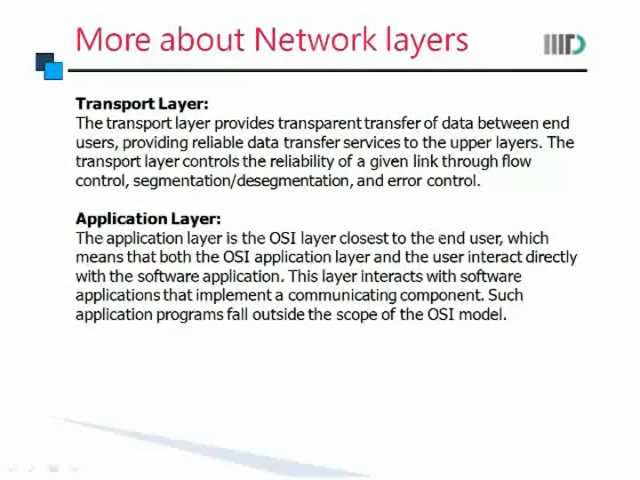 More about Network layers
Transport Layer:
The transport layer provides transparent transfer of data between end
users, providing reliable data transfer services to the upper layers. The
transport layer controls the reliability of a given link through flow
control, segmentation/desegmentation, and error control.
Application Layer:
The application layer is the OSI layer closest to the end user, which
means that both the OSI application layer and the user interact directly
with the software application. This layer interacts with software
applications that implement a communicating component. Such
application programs fall outside the scope of the OSI model.